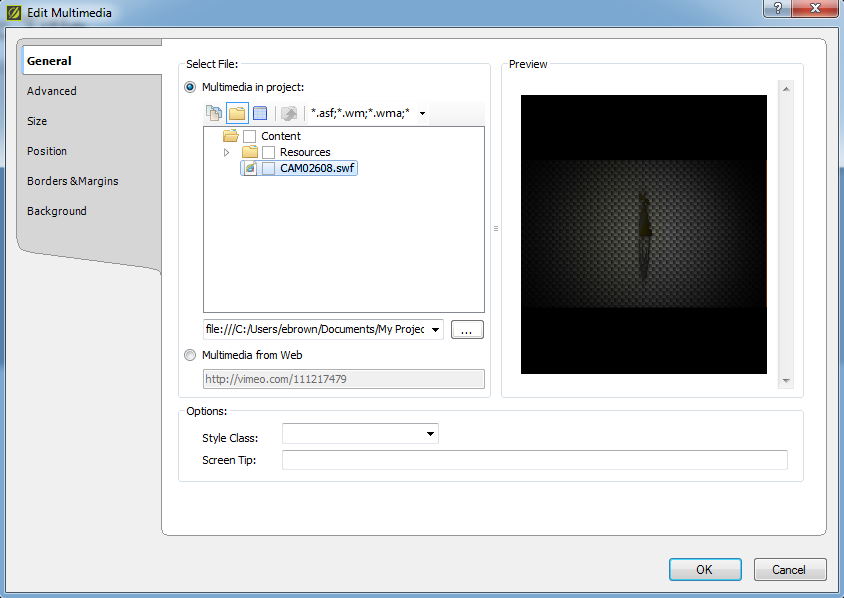 Edit Multimedia
?
General
Advanced
Size
Position
Borders &Margins
Background
Select File:
Multimedia in project:
*.asf;*.wm;*.wma;*
Content
Resources
CAM02608.swf
file:///C:/Users/ebrown/Documents/My Projec
...
Multimedia from Web
http://vimeo.com/111217479
Preview
Options:
Style Class:
Screen Tip:
OK
Cancel